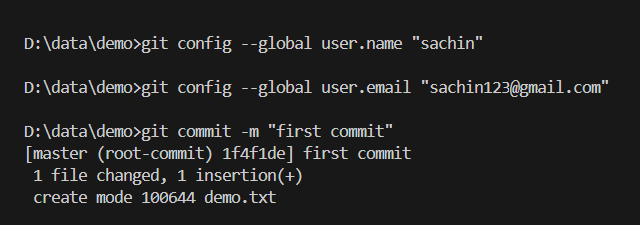 D:\data\demo>git config --global user.name "sachin"
D:\data\demo>git config --global user.email "sachin123@gmail.com"
D:\data\demo>git commit -m "first commit"
[master (root-commit) 1f4f1de] first commit
 1 file changed, 1 insertion(+)
 create mode 100644 demo.txt